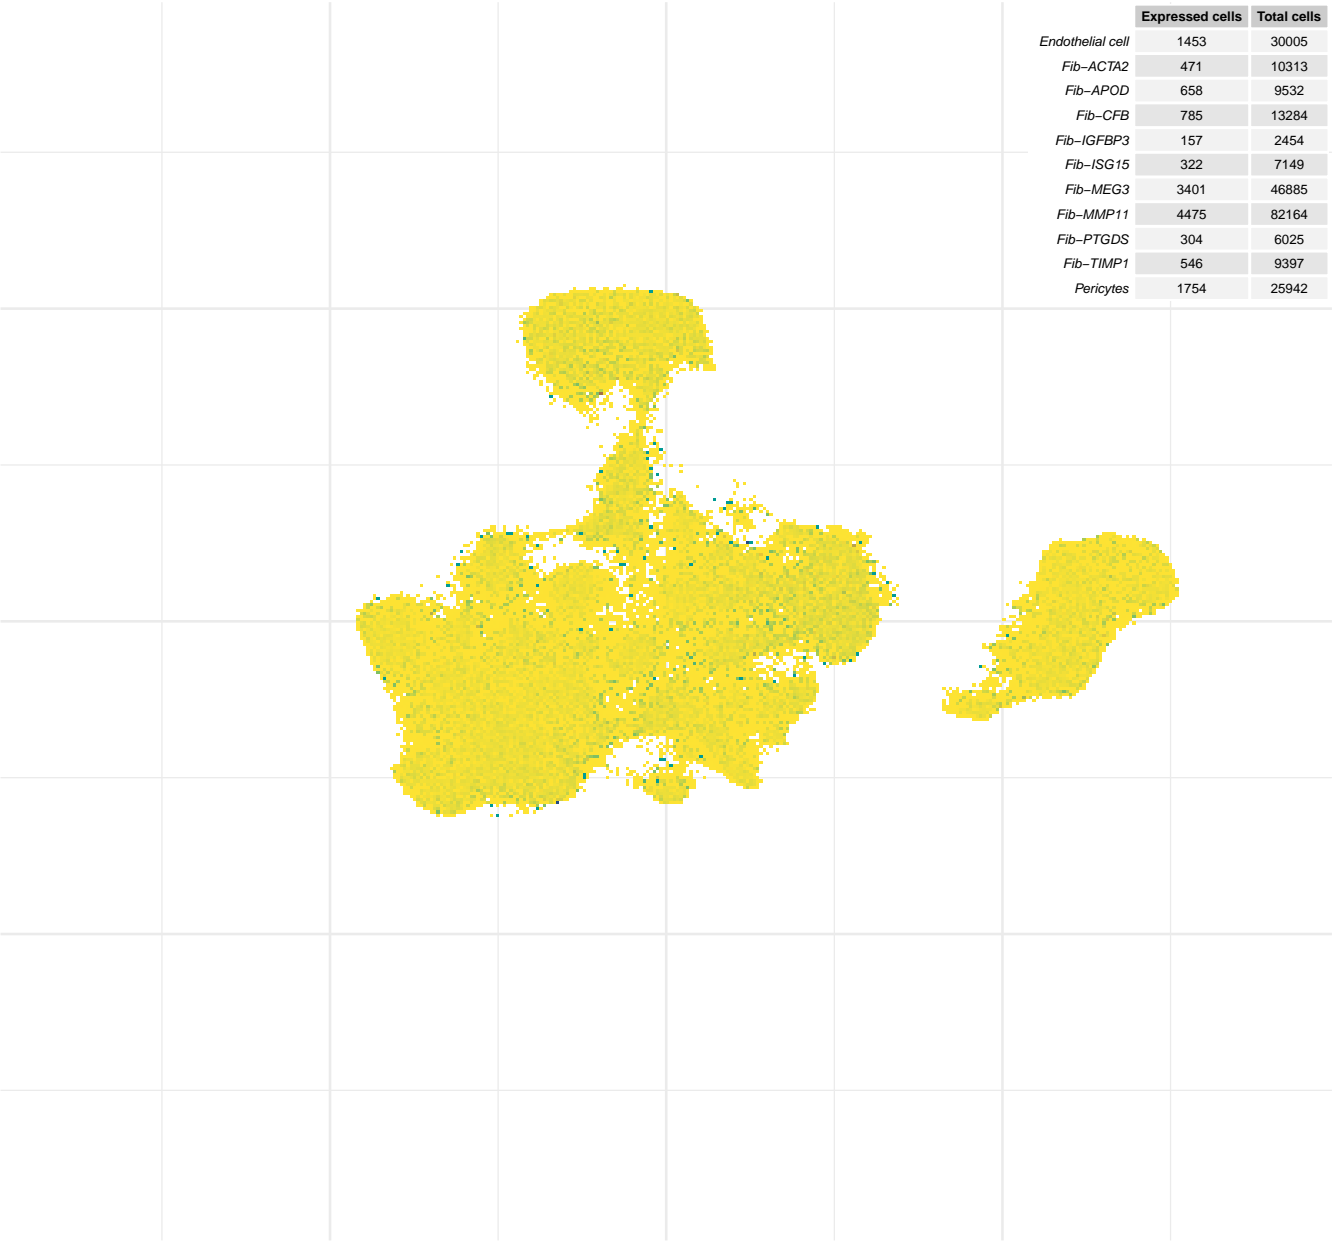 Expressed cells Total cells
Endothelial cell 1453 30005
Fib−ACTA2 471 10313
Fib−APOD 658 9532
Fib−CFB 785 13284
Fib−IGFBP3 157 2454
Fib−ISG15 322 7149
Fib−MEG3 3401 46885
Fib−MMP11 4475 82164
Fib−PTGDS 304 6025
Fib−TIMP1 546 9397
Pericytes 1754 25942